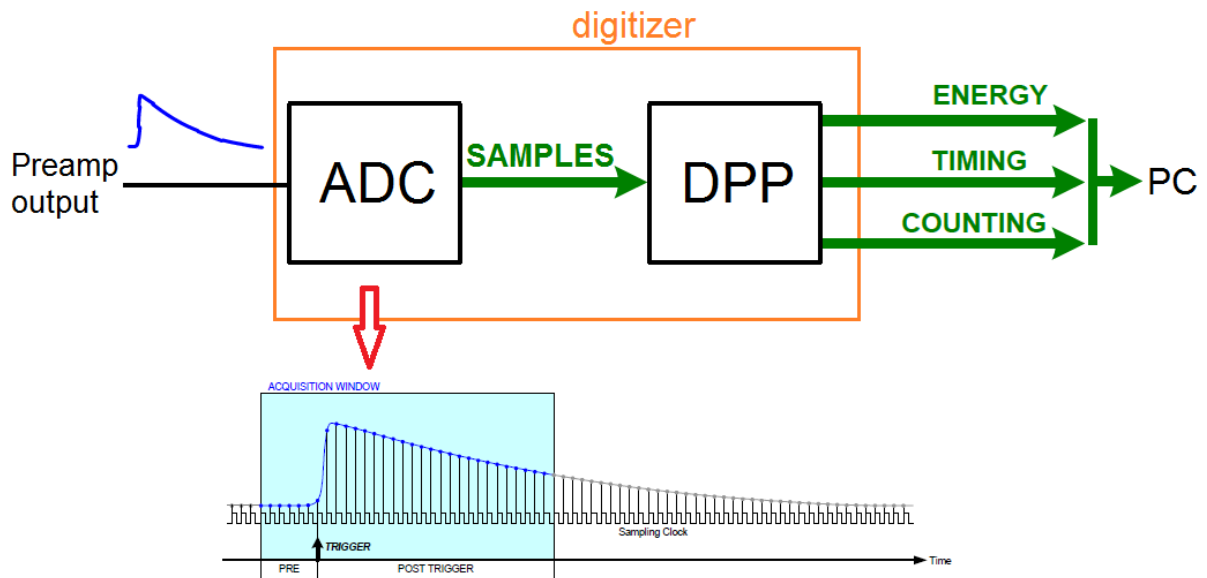 digitizer
Preamp
output
ADC
SAMPLES
DPP
ENERGY
TIMING
COUNTING
PC
ACQUISITION WINDOW
Sampling Clock
TRIGGER
Time
PRE
POST TRIGGER